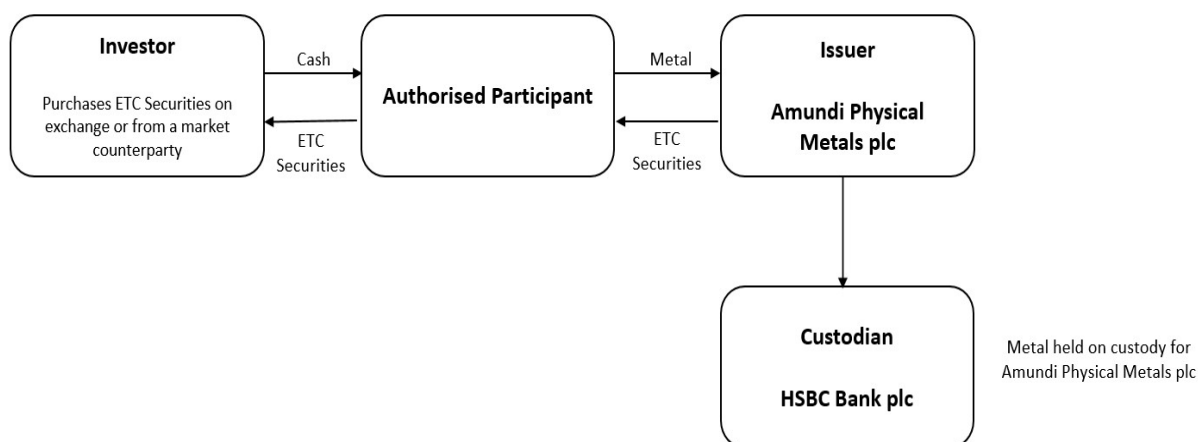 Investor
Purchases ETC Securities on
exchange or from a market
counterparty
Cash
ETC
Securities
Authorised Participant
Metal
ETC
Securities
Issuer
Amundi Physical
Metals plc
Custodian
HSBC Bank plc
Metal held on custody for
Amundi Physical Metals plc